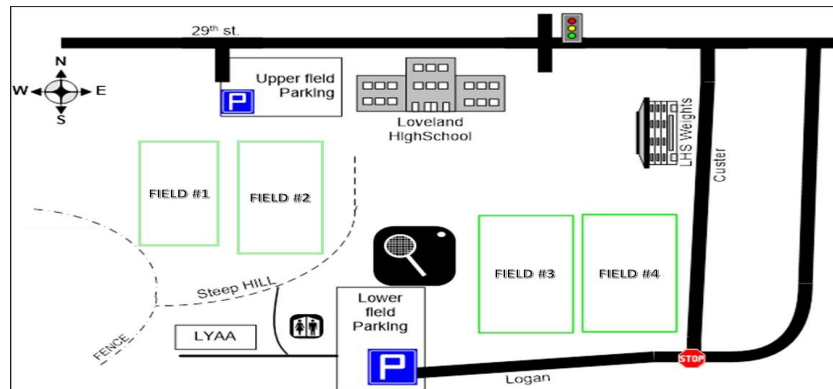 29th st.
N
W E
S
Upper field
Parking
P
Loveland
HighSchool
LHS Weights
Custer
FIELD #1
FIELD #2
FIELD #3
FIELD #4
Steep HILL
Lower
field
Parking
P
LYAA
FENCE
STOP
Logan